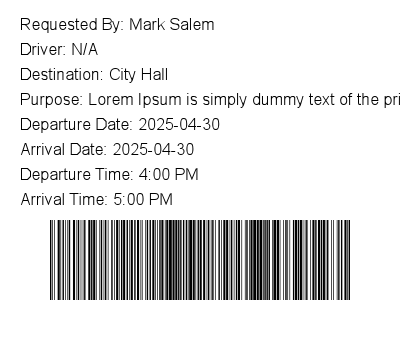 Requested By: Mark Salem
Driver: N/A
Destination: City Hall
Purpose: Lorem Ipsum is simply dummy text of the pri
Departure Date: 2025-04-30
Arrival Date: 2025-04-30
Departure Time: 4:00 PM
Arrival Time: 5:00 PM